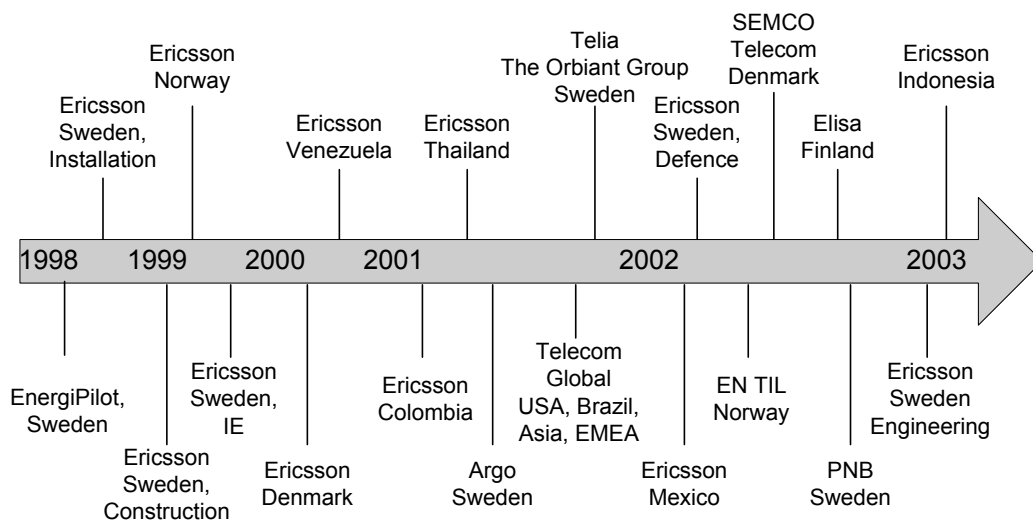 Ericsson
Sweden,
Installation
Ericsson
Norway
Ericsson
Venezuela
Ericsson
Thailand
Telia
The Orbiant Group
Sweden
Ericsson
Sweden,
Defence
SEMCO
Telecom
Denmark
Elisa
Finland
Ericsson
Indonesia
1998 1999 2000 2001 2002 2003
EnergiPilot,
Sweden
Ericsson
Sweden,
Construction
Ericsson
Sweden,
IE
Ericsson
Denmark
Ericsson
Colombia
Argo
Sweden
Telecom
Global
USA, Brazil,
Asia, EMEA
Ericsson
Mexico
EN TIL
Norway
PNB
Sweden
Ericsson
Sweden
Engineering